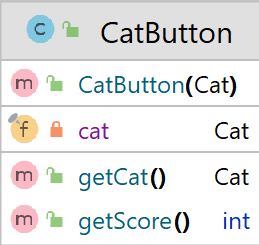 c CatButton
m CatButton(Cat)
f cat Cat
m getCat() Cat
m getScore() int